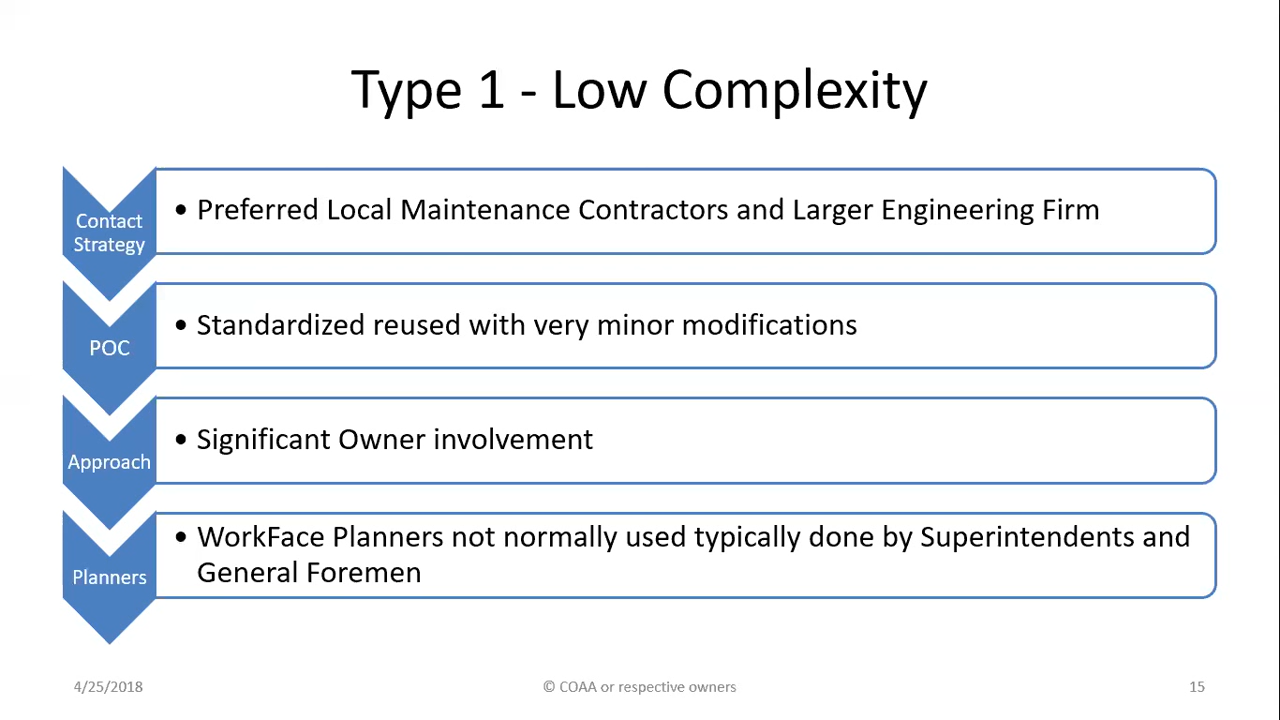 Type 1 - Low Complexity
Contact
Strategy
• Preferred Local Maintenance Contractors and Larger Engineering Firm
POC
• Standardized reused with very minor modifications
Approach
• Significant Owner involvement
Planners
• WorkFace Planners not normally used typically done by Superintendents and
General Foremen
4/25/2018
© COAA or respective owners
15